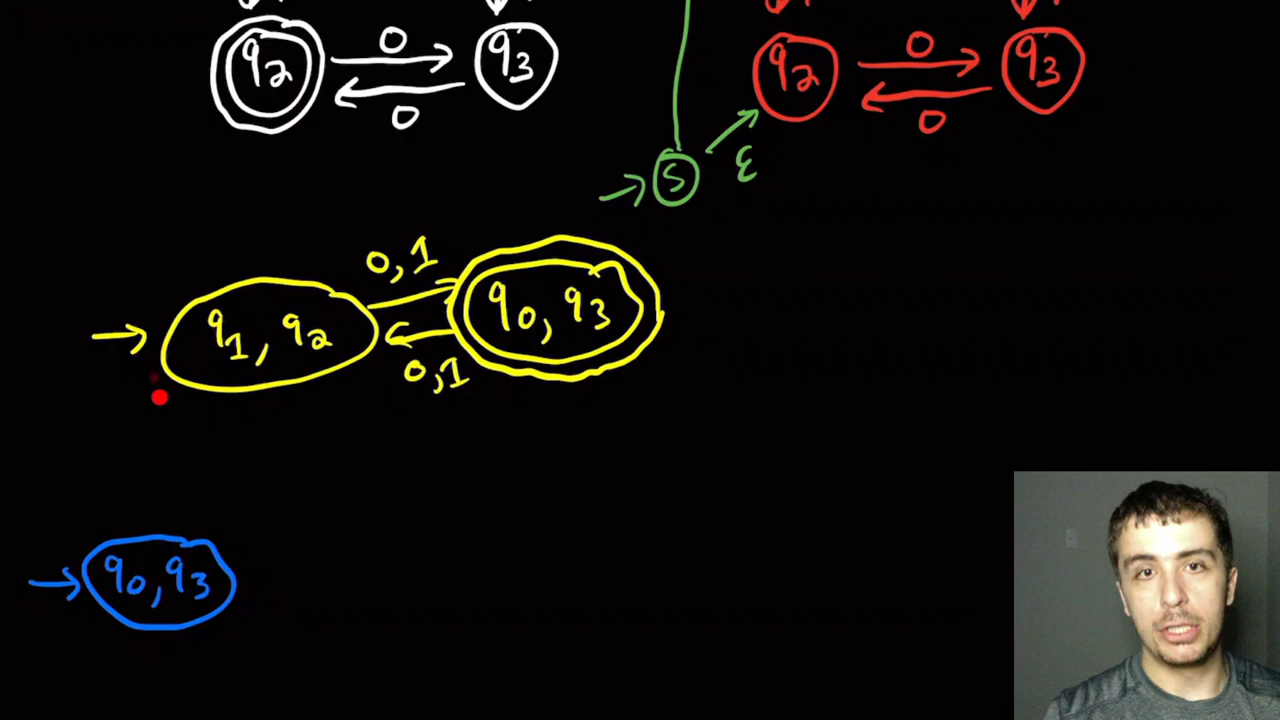 q2 0 q3 q2 0 q3
0 0
S ε
0,1
q1, q2 q0, q3
0,1
q0, q3